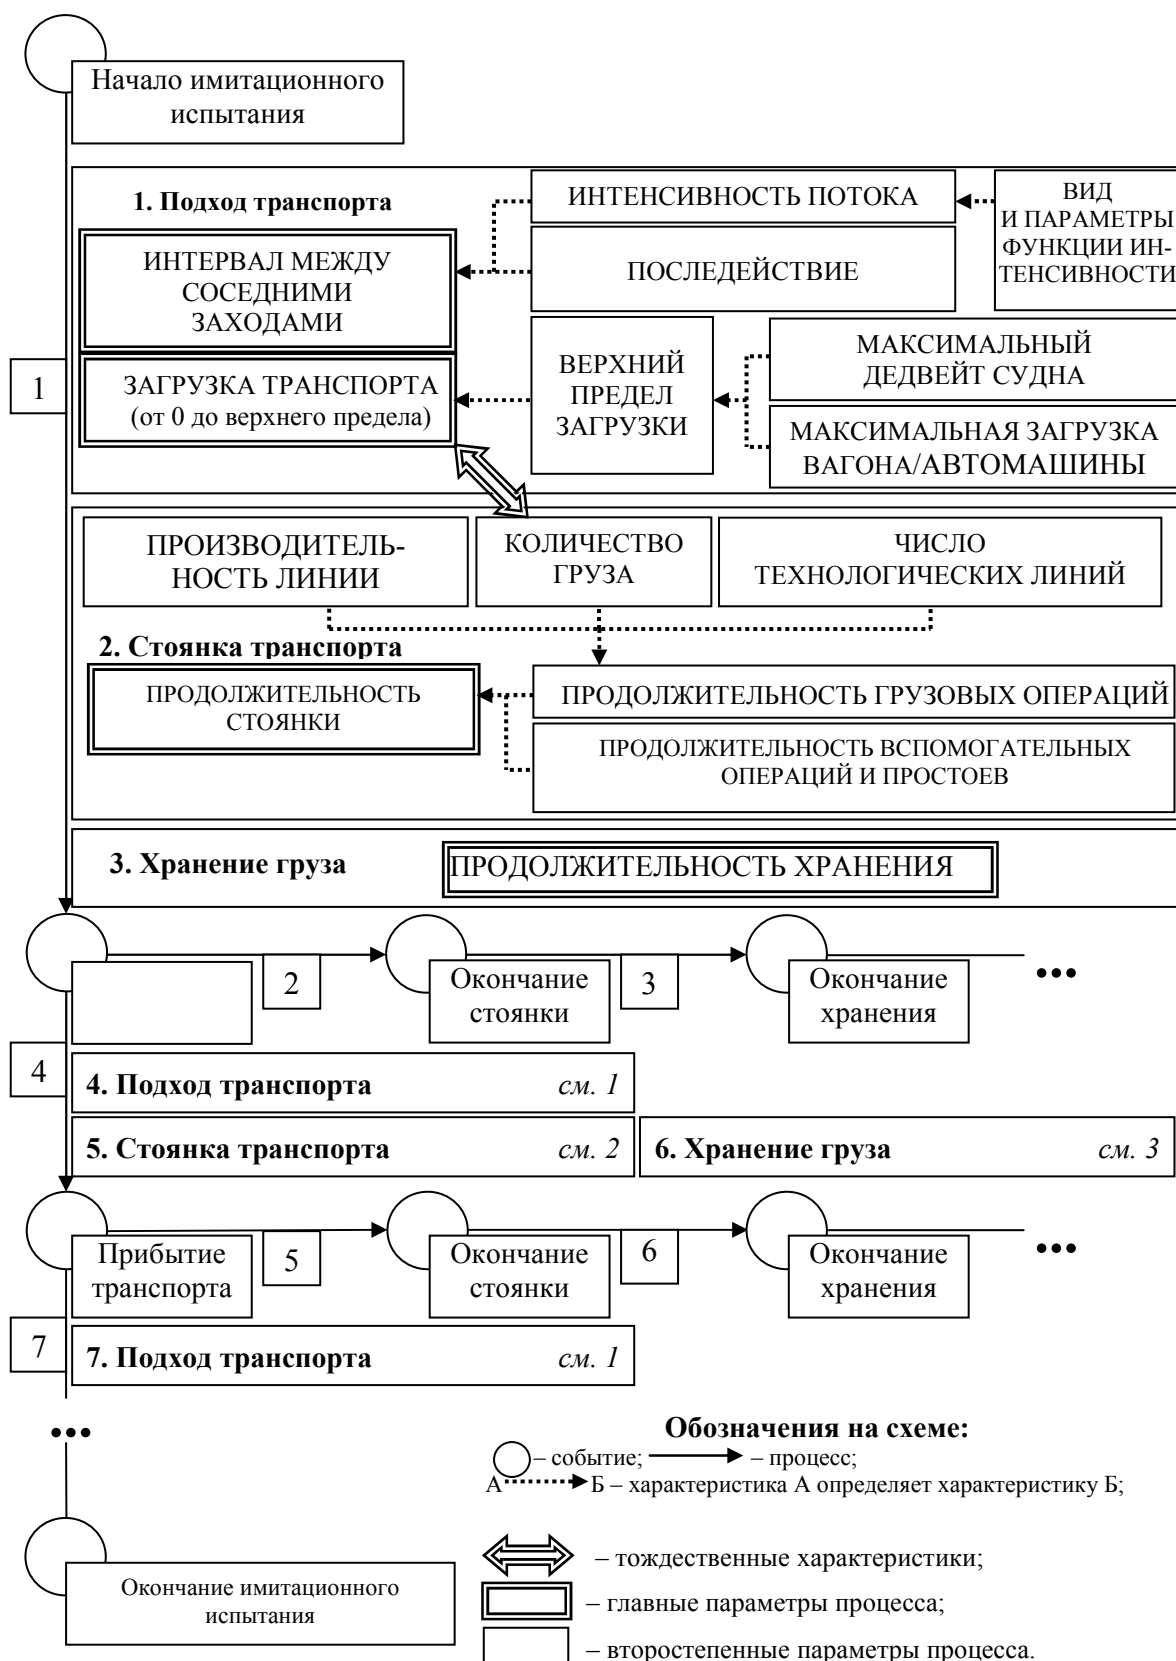 Начало имитационного
испытания
1. Подход транспорта
ИНТЕНСИВНОСТЬ ПОТОКА
ВИД
И ПАРАМЕТРЫ
ФУНКЦИИ ИН-
ТЕНСИВНОСТИ
ИНТЕРВАЛ МЕЖДУ
СОСЕДНИМИ
ЗАХОДАМИ
ПОСЛЕДЕЙСТВИЕ
1
ЗАГРУЗКА ТРАНСПОРТА
(от 0 до верхнего предела)
ВЕРХНИЙ
ПРЕДЕЛ
ЗАГРУЗКИ
МАКСИМАЛЬНЫЙ
ДЕДВЕЙТ СУДНА
МАКСИМАЛЬНАЯ ЗАГРУЗКА
ВАГОНА/АВТОМАШИНЫ
ПРОИЗВОДИТЕЛЬ-
НОСТЬ ЛИНИИ
КОЛИЧЕСТВО
ГРУЗА
ЧИСЛО
ТЕХНОЛОГИЧЕСКИХ ЛИНИЙ
2. Стоянка транспорта
ПРОДОЛЖИТЕЛЬНОСТЬ
СТОЯНКИ
ПРОДОЛЖИТЕЛЬНОСТЬ ГРУЗОВЫХ ОПЕРАЦИЙ
ПРОДОЛЖИТЕЛЬНОСТЬ ВСПОМОГАТЕЛЬНЫХ
ОПЕРАЦИЙ И ПРОСТОЕВ
3. Хранение груза
ПРОДОЛЖИТЕЛЬНОСТЬ ХРАНЕНИЯ
2
Окончание
стоянки
3
Окончание
хранения
•••
4
4. Подход транспорта см. 1
5. Стоянка транспорта см. 2
6. Хранение груза см. 3
Прибытие
транспорта
5
Окончание
стоянки
6
Окончание
хранения
•••
7
7. Подход транспорта см. 1
•••
Обозначения на схеме:
– событие; – процесс;
А Б – характеристика А определяет характеристику Б;
– тождественные характеристики;
Окончание имитационного
испытания
– главные параметры процесса;
– второстепенные параметры процесса.